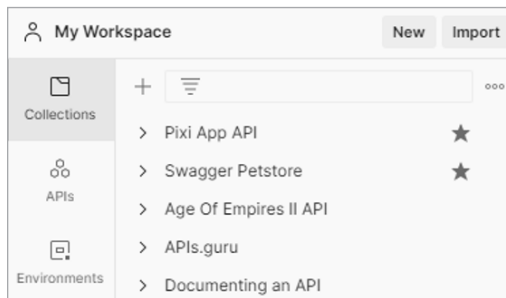 My Workspace
New
Import
Collections
APIs
Environments
Pixi App API
Swagger Petstore
Age Of Empires II API
APIs.guru
Documenting an API